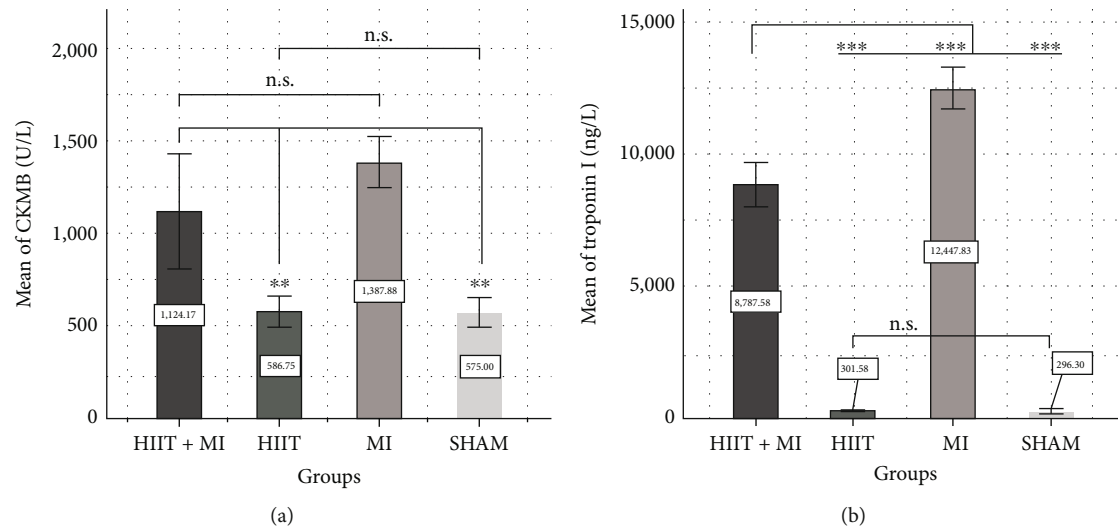 2,000
1,500
1,000
500
0
Mean of CKMB (U/L)
n.s.
n.s.
**
**
1,124.17
586.75
1,387.88
575.00
HIIT + MI
HIIT
MI
SHAM
Groups
(a)
15,000
10,000
5,000
0
Mean of troponin I (ng/L)
***
***
***
n.s.
8,787.58
301.58
12,447.83
296.30
HIIT + MI
HIIT
MI
SHAM
Groups
(b)